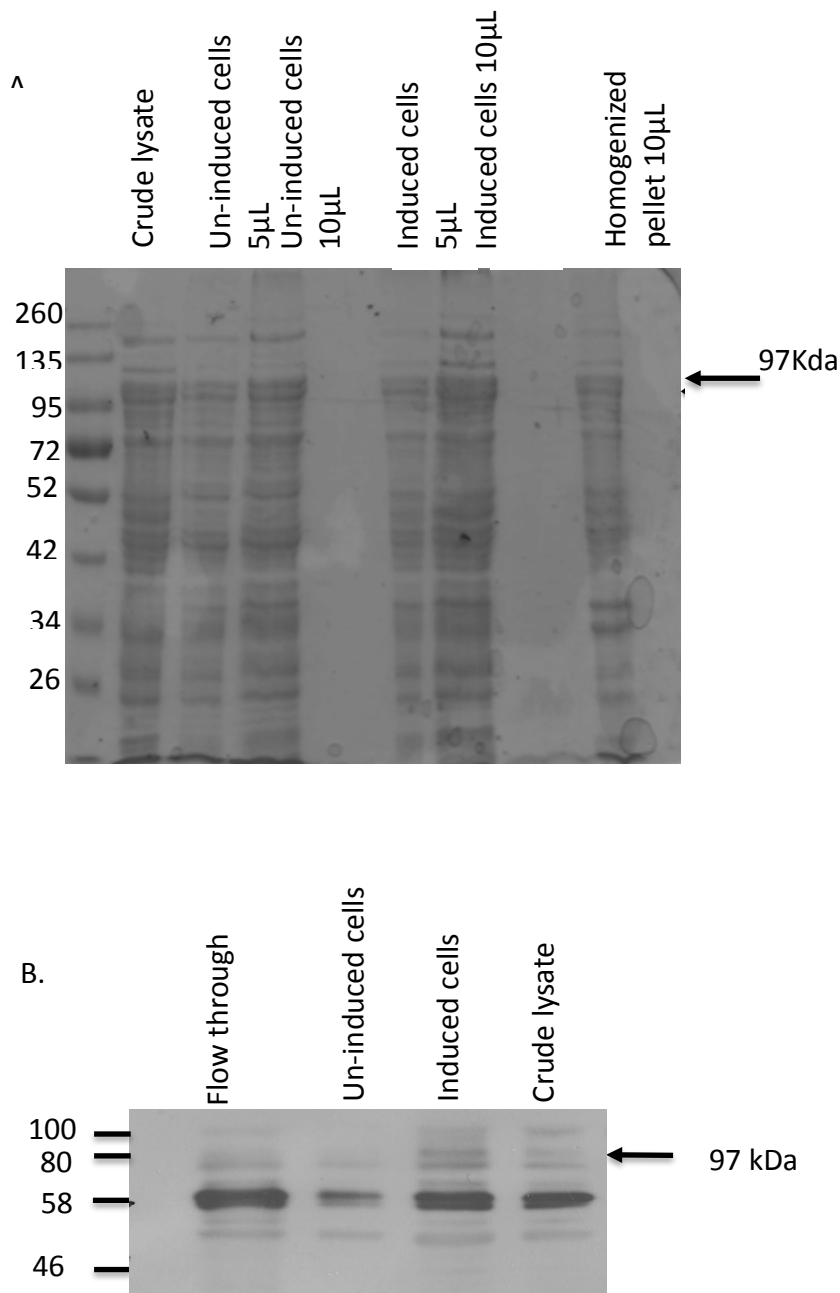 A
Crude lysate
Un-induced cells
5µL
Un-induced cells
10µL
Induced cells
5µL
Induced cells 10µL
Homogenized
pellet 10µL
260
135
95
72
52
42
34
26
97Kda
B.
Flow through
Un-induced cells
Induced cells
Crude lysate
100
80
58
46
97 kDa